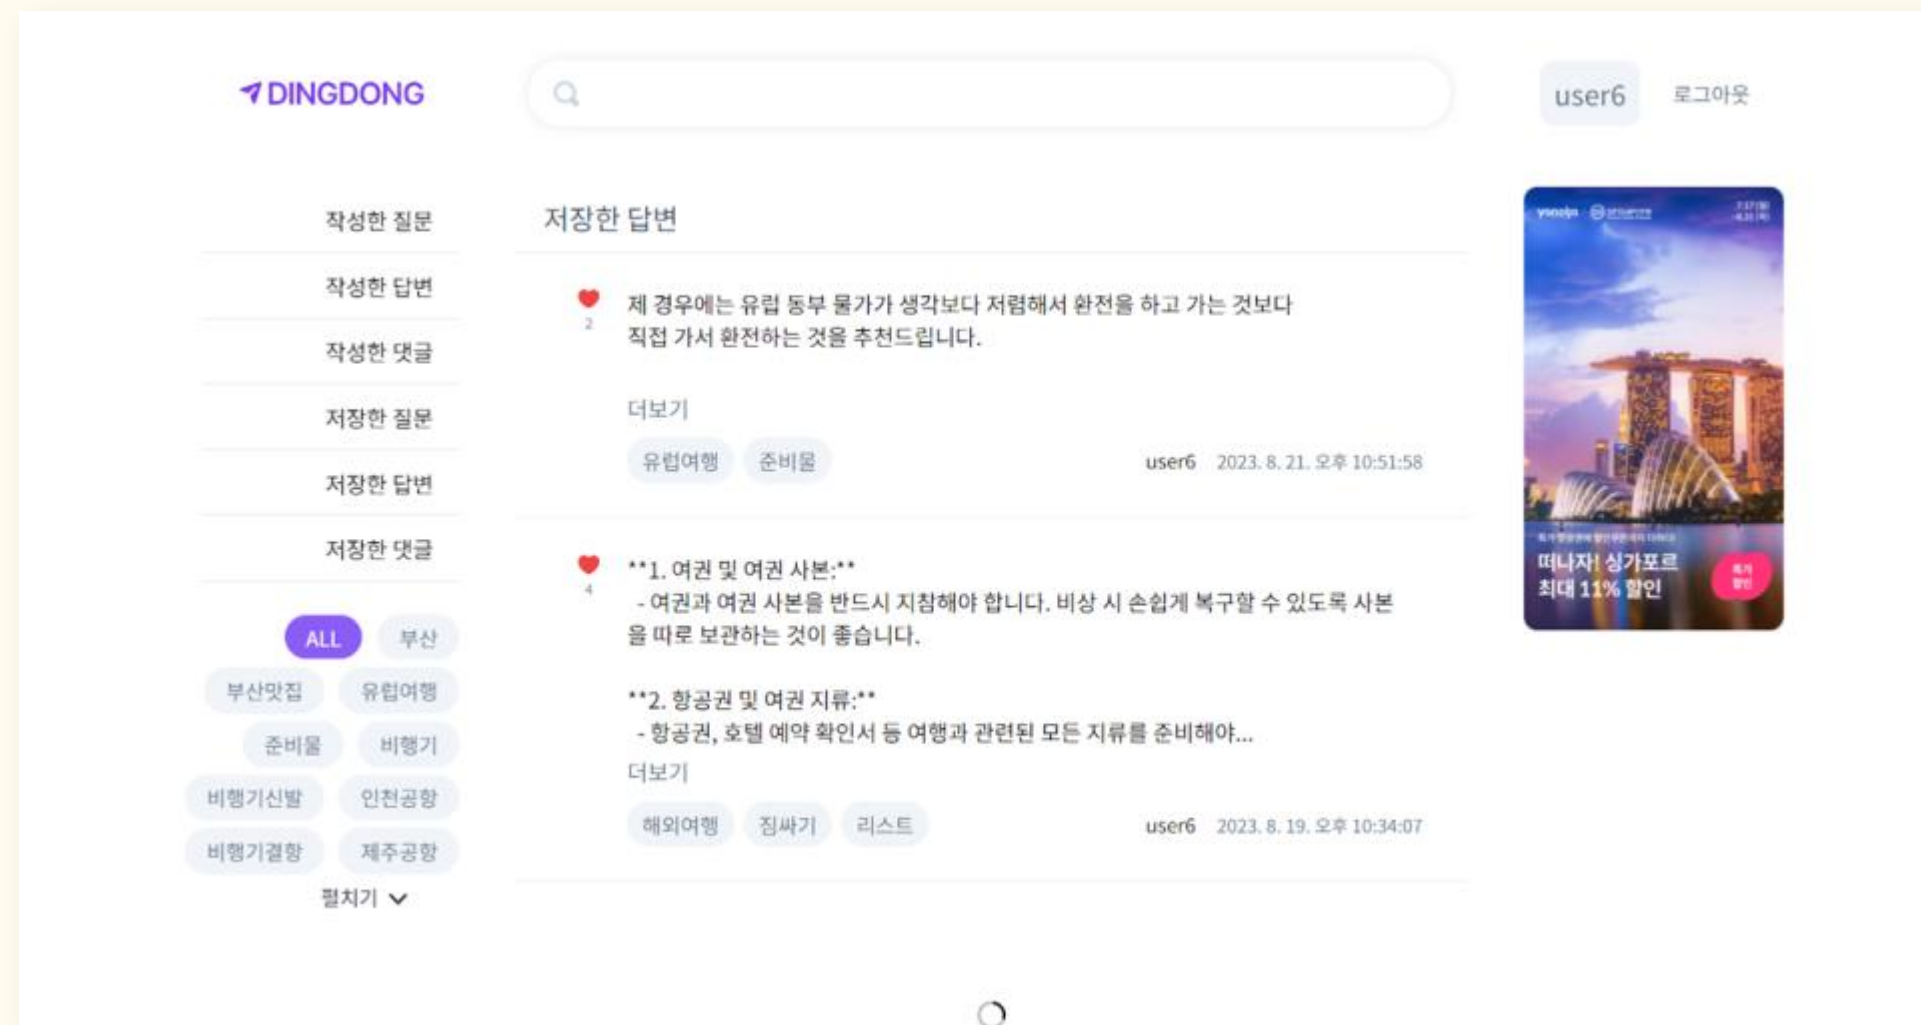 DINGDONG
user6
로그아웃
작성한 질문
작성한 답변
작성한 댓글
저장한 질문
저장한 답변
저장한 댓글
ALL 부산
부산맛집 유럽여행
준비물 비행기
비행기신발 인천공항
비행기결항 제주공항
펼치기
저장한 답변
2
제 경우에는 유럽 동부 물가가 생각보다 저렴해서 환전을 하고 가는 것보다
직접 가서 환전하는 것을 추천드립니다.
더보기
유럽여행 준비물
user6 2023. 8. 21. 오후 10:51:58
4
**1. 여권 및 여권 사본:**
- 여권과 여권 사본을 반드시 지참해야 합니다. 비상 시 손쉽게 복구할 수 있도록 사본
을 따로 보관하는 것이 좋습니다.
**2. 항공권 및 여권 지류:**
- 항공권, 호텔 예약 확인서 등 여행과 관련된 모든 지류를 준비해야...
더보기
해외여행 짐싸기 리스트
user6 2023. 8. 19. 오후 10:34:07
떠나자! 싱가포르
최대 11% 할인
특가
할인